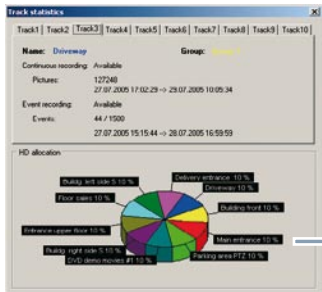 Track statistics
Track1 Track2 Track3 Track4 Track5 Track6 Track7 Track8 Track9 Track10
Name: Driveway Group:
Continuous recording: Available
Pictures: 127248
27.07.2005 17:02:29 --> 29.07.2005 10:05:34
Event recording: Available
Events: 44 / 1500
27.07.2005 15:15:44 --> 28.07.2005 16:59:59
HD allocation
Delivery entrance 10 %
Buildg. left side 5 10 %
Driveway 10 %
Floor sales 10 %
Building front 10 %
Entrance upper floor 10 %
Main entrance 10 %
Buildg. right side 5 10 %
Parking area PTZ 10 %
DVD demo movies #1 10 %